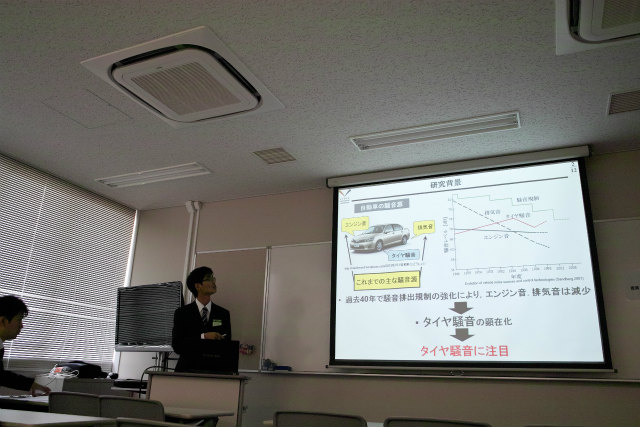 研究背景
2
12
自動車の騒音源
エンジン音
排気音
タイヤ騒音
これまでの主な騒音源
騒音規制
排気音
タイヤ騒音
エンジン音
年度
・過去40年で騒音排出規制の強化により，エンジン音，排気音は減少
・タイヤ騒音の顕在化
タイヤ騒音に注目